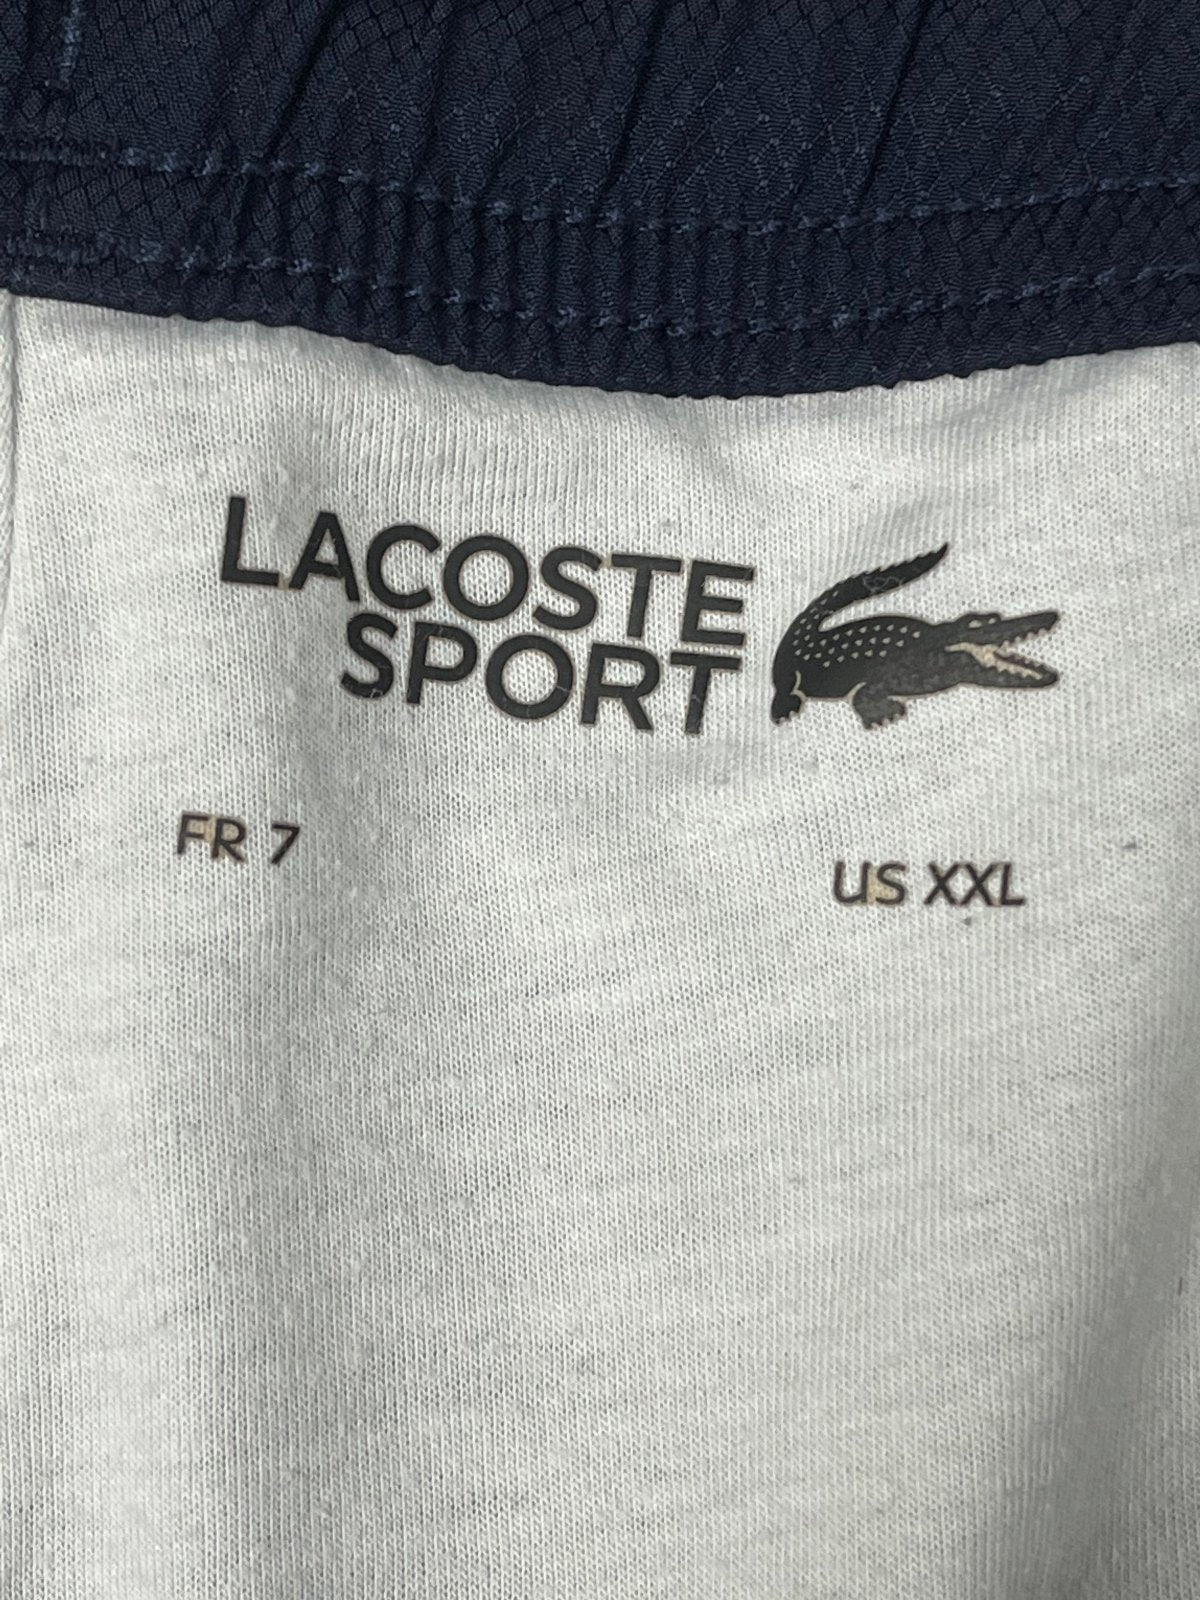 LACOSTE
SPORT
FR 7
US XXL